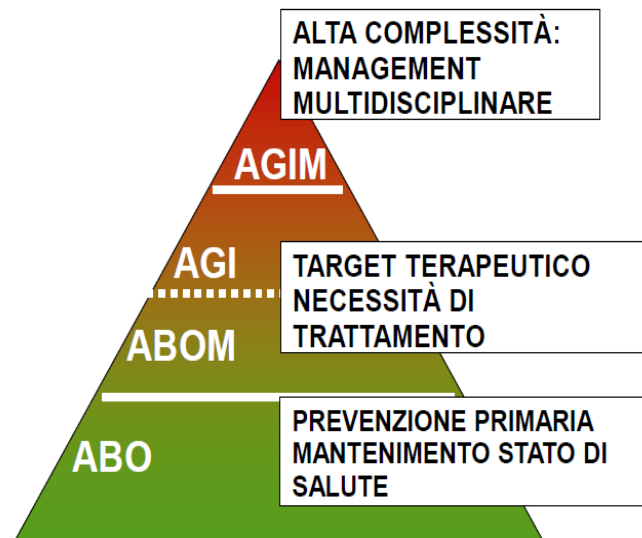 ALTA COMPLESSITÀ:
MANAGEMENT
MULTIDISCIPLINARE
AGIM
AGI
TARGET TERAPEUTICO
NECESSITÀ DI
TRATTAMENTO
ABOM
PREVENZIONE PRIMARIA
MANTENIMENTO STATO DI
SALUTE
ABO